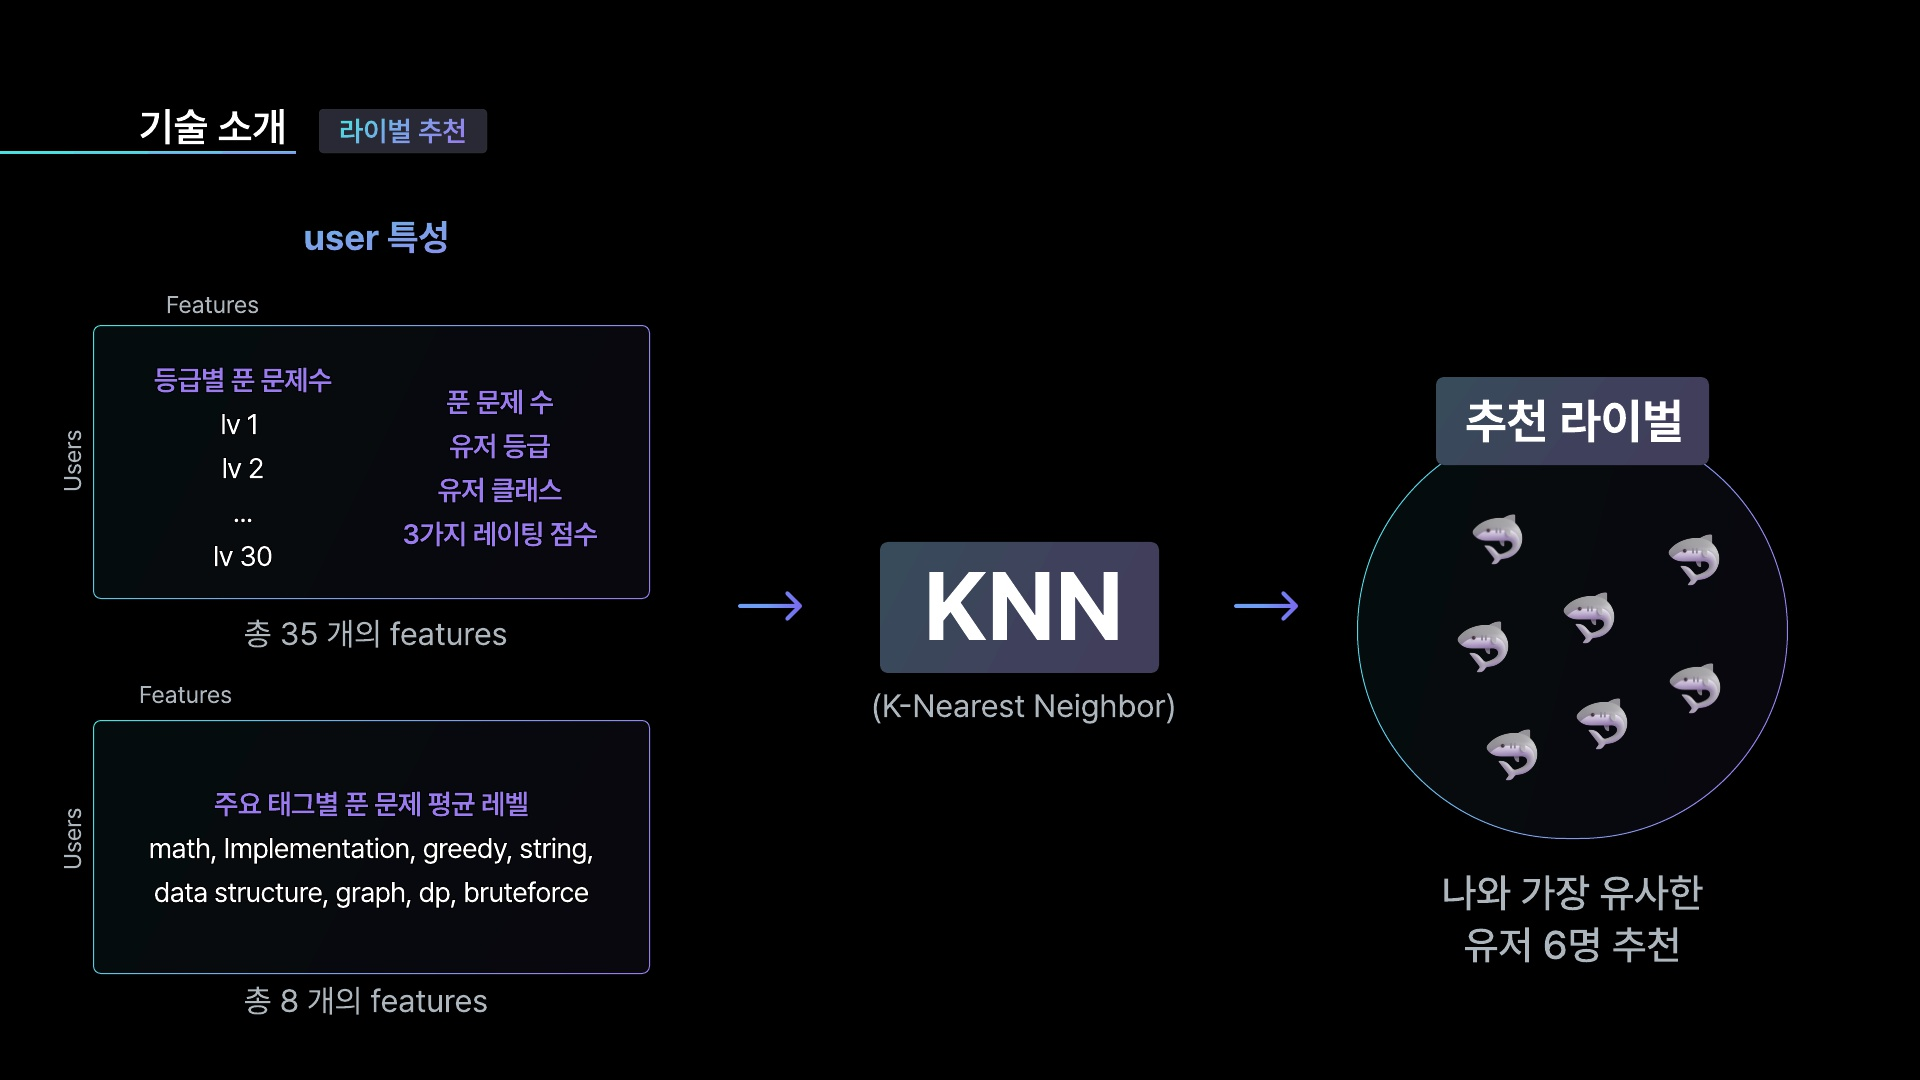 기술 소개
라이벌 추천
user 특성
Features
Users
등급별 푼 문제수
lv 1
lv 2
...
lv 30
푼 문제 수
유저 등급
유저 클래스
3가지 레이팅 점수
총 35 개의 features
Features
Users
주요 태그별 푼 문제 평균 레벨
math, Implementation, greedy, string,
data structure, graph, dp, bruteforce
총 8 개의 features
KNN
(K-Nearest Neighbor)
추천 라이벌
나와 가장 유사한
유저 6명 추천